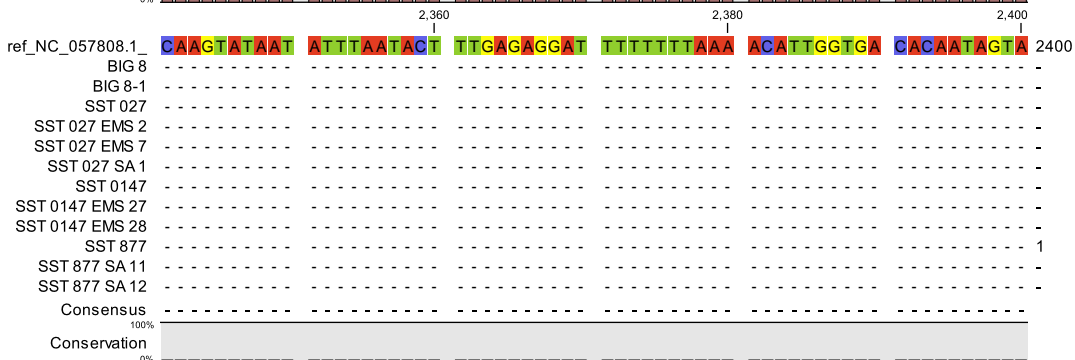 0%
2,360 2,380 2,400
ref_NC_057808.1_ CAAGTATAAT ATTTAATACT TTGAGAGGAT TTTTTTTAAA ACATTGGTGA CACAATAGTA 2400
BIG 8 ---------- ---------- ---------- ---------- ---------- ---------- -
BIG 8-1 ---------- ---------- ---------- ---------- ---------- ---------- -
SST 027 ---------- ---------- ---------- ---------- ---------- ---------- -
SST 027 EMS 2 ---------- ---------- ---------- ---------- ---------- ---------- -
SST 027 EMS 7 ---------- ---------- ---------- ---------- ---------- ---------- -
SST 027 SA 1 ---------- ---------- ---------- ---------- ---------- ---------- -
SST 0147 ---------- ---------- ---------- ---------- ---------- ---------- -
SST 0147 EMS 27 ---------- ---------- ---------- ---------- ---------- ---------- -
SST 0147 EMS 28 ---------- ---------- ---------- ---------- ---------- ---------- -
SST 877 ---------- ---------- ---------- ---------- ---------- ---------- 1
SST 877 SA 11 ---------- ---------- ---------- ---------- ---------- ---------- -
SST 877 SA 12 ---------- ---------- ---------- ---------- ---------- ---------- -
Consensus ---------- ---------- ---------- ---------- ---------- ---------- -
100%
Conservation
0%